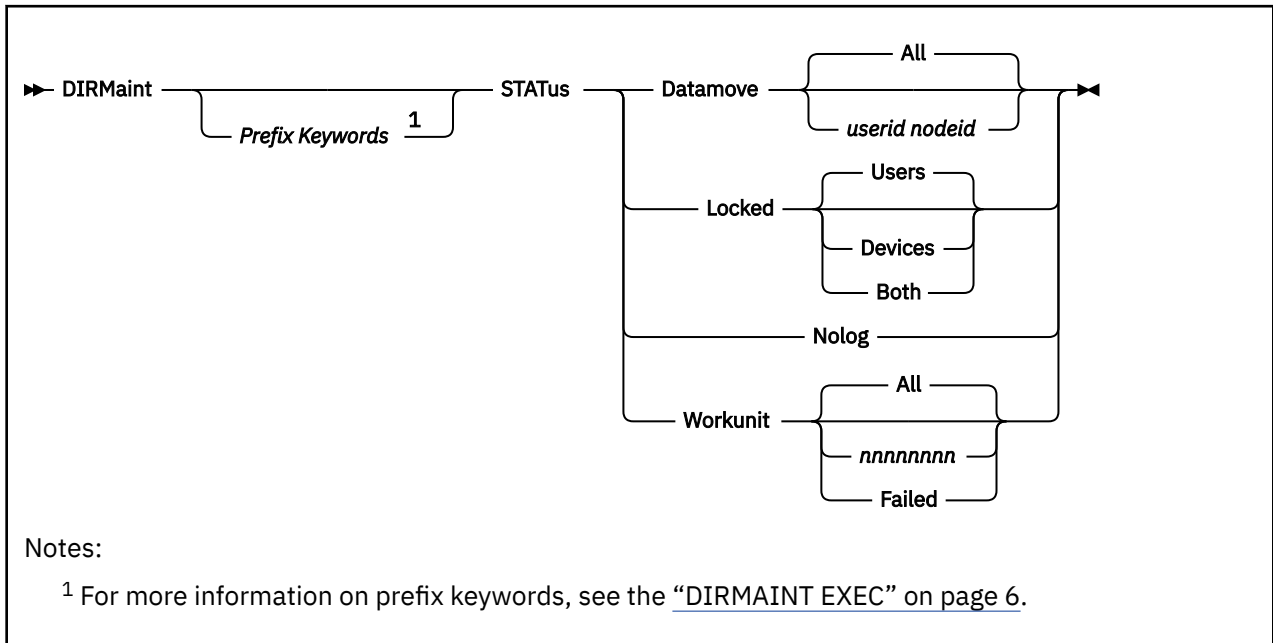 All
DIRMaint STATus Datamove
Prefix Keywords 1 userid nodeid
Users
Locked
Devices
Both
Nolog
All
Workunit
nnnnnnnn
Failed
Notes:
1 For more information on prefix keywords, see the “DIRMAINT EXEC” on page 6.